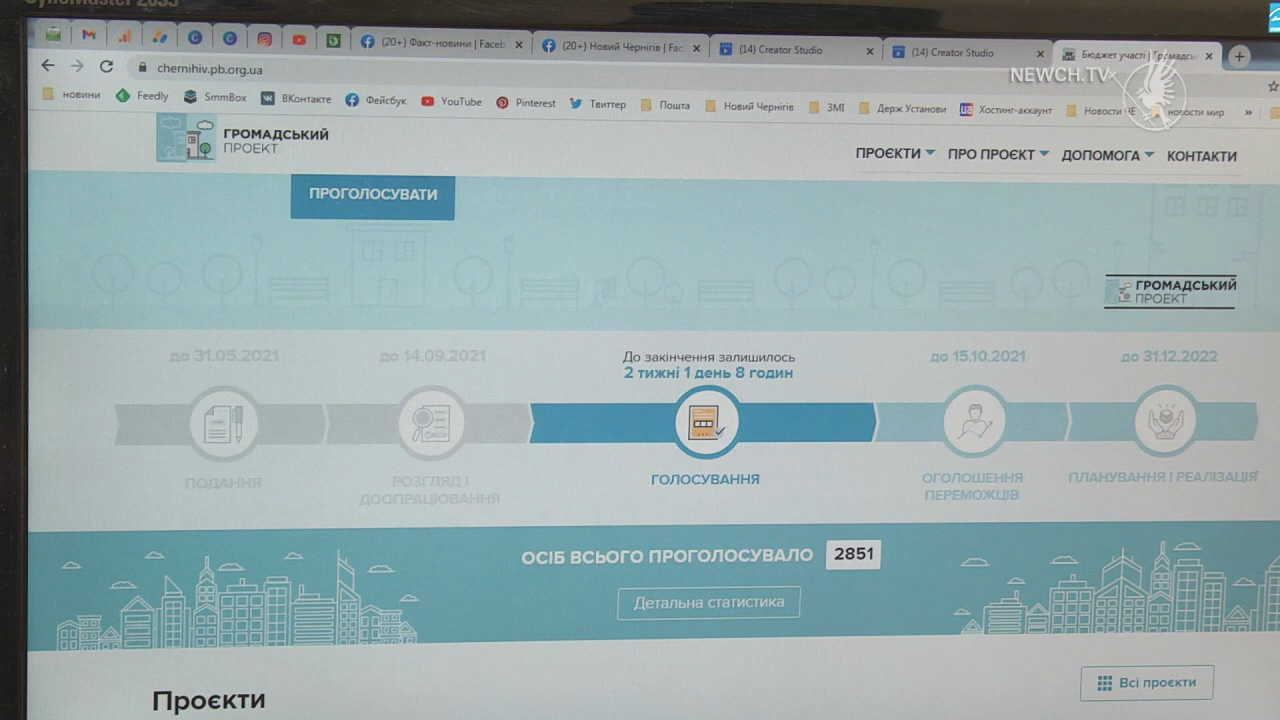 (20+) Факт-новини | Faceb
(20+) Новий Чернігів | Fac
(14) Creator Studio
(14) Creator Studio
Бюджет участі | Громадсь
chernihiv.pb.org.ua
NEWCH.TV
новини
Feedly
SmmBox
ВКонтакте
Фейсбук
YouTube
Pinterest
Твиттер
Пошта
Новий Чернігів
ЗМІ
Держ Установи
Хостинг-аккаунт
Новости ЧЕ
новости мир
ГРОМАДСЬКИЙ
ПРОЕКТ
ПРОЄКТИ
ПРО ПРОЄКТ
ДОПОМОГА
КОНТАКТИ
ПРОГОЛОСУВАТИ
ГРОМАДСЬКИЙ
ПРОЕКТ
до 31.05.2021
до 14.09.2021
До закінчення залишилось
2 тижні 1 день 8 годин
до 15.10.2021
до 31.12.2022
ПОДАННЯ
РОЗГЛЯД І
ДООПРАЦЮВАННЯ
ГОЛОСУВАННЯ
ОГОЛОШЕННЯ
ПЕРЕМОЖЦІВ
ПЛАНУВАННЯ І РЕАЛІЗАЦІЯ
ОСІБ ВСЬОГО ПРОГОЛОСУВАЛО 2851
Детальна статистика
Проєкти
Всі проєкти